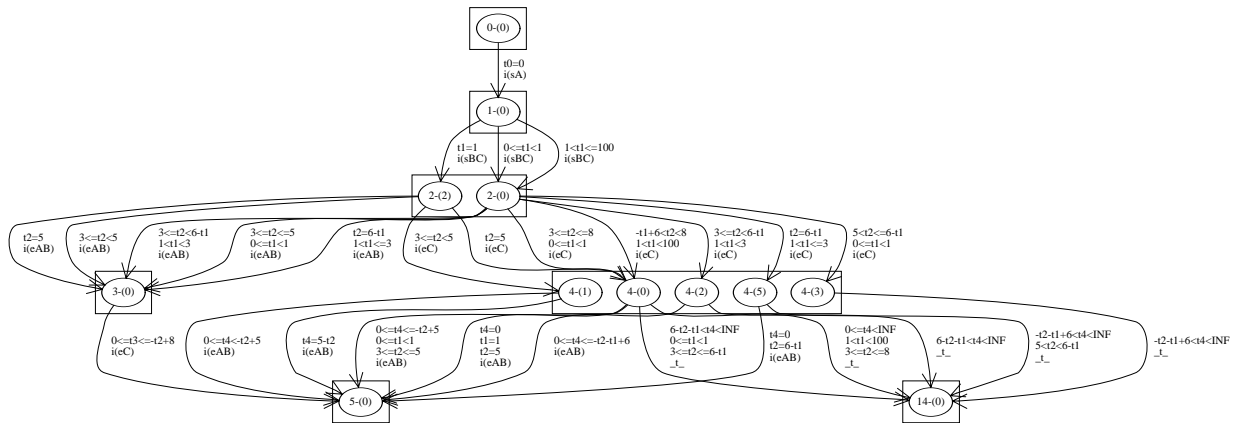 0-(0)
t0=0
i(sA)
1-(0)
t1=1
i(sBC)
0<=t1<1
i(sBC)
1<t1<=100
i(sBC)
2-(2)
2-(0)
t2=5
i(eAB)
3<=t2<5
i(eAB)
3<=t2<6-t1
1<t1<3
i(eAB)
3<=t2<=5
0<=t1<1
i(eAB)
t2=6-t1
1<t1<=3
i(eAB)
3<=t2<5
i(eC)
t2=5
i(eC)
3<=t2<=8
0<=t1<1
i(eC)
-t1+6<t2<8
1<t1<100
i(eC)
3<=t2<6-t1
1<t1<3
i(eC)
t2=6-t1
1<t1<=3
i(eC)
5<t2<=6-t1
0<=t1<1
i(eC)
3-(0)
4-(1)
4-(0)
4-(2)
4-(5)
4-(3)
0<=t3<=-t2+8
i(eC)
0<=t4<-t2+5
i(eAB)
t4=5-t2
i(eAB)
0<=t4<=-t2+5
0<=t1<1
3<=t2<=5
i(eAB)
t4=0
t1=1
t2=5
i(eAB)
0<=t4<=-t2-t1+6
i(eAB)
6-t2-t1<t4<INF
0<=t1<1
3<=t2<=6-t1
_t_
t4=0
t2=6-t1
i(eAB)
0<=t4<INF
1<t1<100
3<=t2<=8
_t_
6-t2-t1<t4<INF
_t_
-t2-t1+6<t4<INF
5<t2<6-t1
_t_
-t2-t1+6<t4<INF
_t_
5-(0)
14-(0)